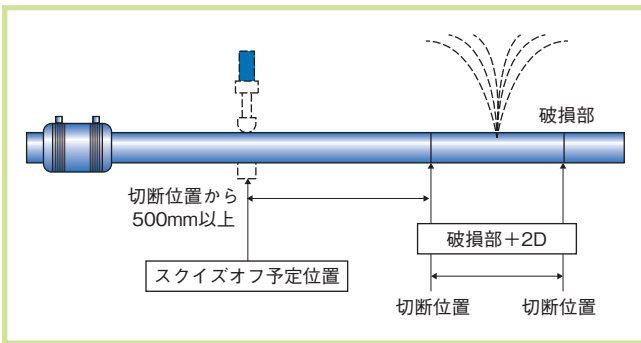 破損部
切断位置から
500mm以上
破損部+2D
スクイズオフ予定位置
切断位置
切断位置